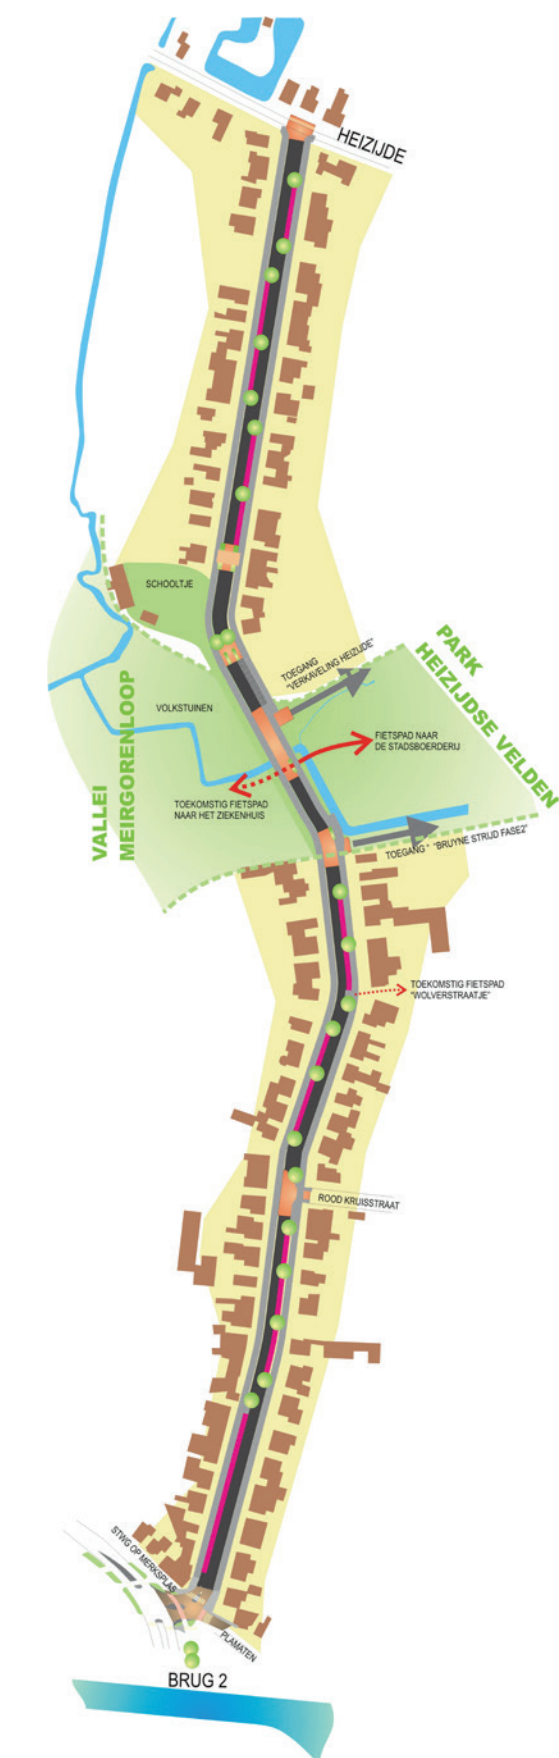 HEIZIJDE
SCHOOLTJE
PARK
HEIZIJDSE VELDEN
TOEGANG
"VERKAVELING HEIZIJDE"
VOLKSTUINEN
FIETSPAD NAAR
DE STADSBOERDERIJ
VALLEI
MEIRGORENLOOP
TOEKOMSTIG FIETSPAD
NAAR HET ZIEKENHUIS
TOEGANG " "BRUYNE STRIJD FASE2"
TOEKOMSTIG FIETSPAD
"WOLVERSTRAATJE"
ROOD KRUISSTRAAT
STWG OP MERKSPLAS
PLAMATEN
BRUG 2